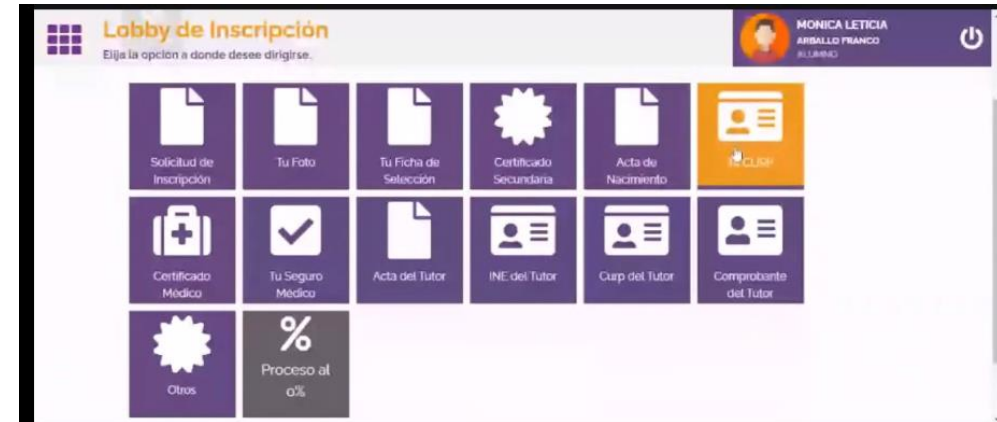 Lobby de Inscripción
Elija la opción a donde desee dirigirse.
MONICA LETICIA
ARBALLO FRANCO
ALUMNO
Solicitud de
Inscripción
Tu Foto
Tu Ficha de
Selección
Certificado
Secundaria
Acta de
Nacimiento
Tu CURP
Certificado
Médico
Tu Seguro
Médico
Acta del Tutor
INE del Tutor
Curp del Tutor
Comprobante
del Tutor
Otros
%
Proceso al
0%